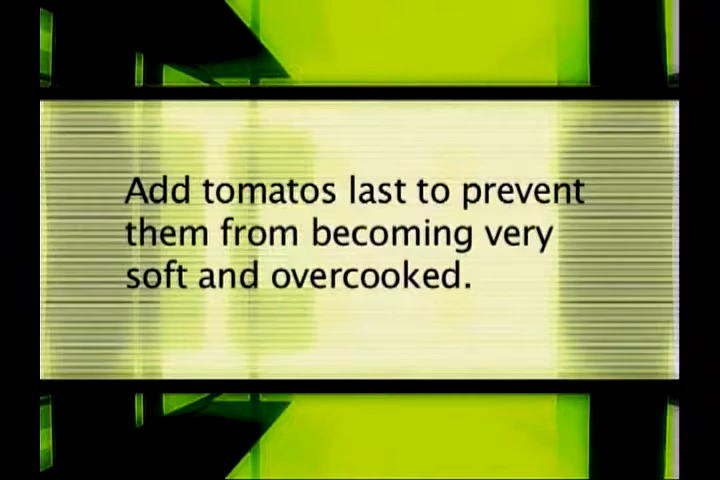 Add tomatos last to prevent
them from becoming very
soft and overcooked.